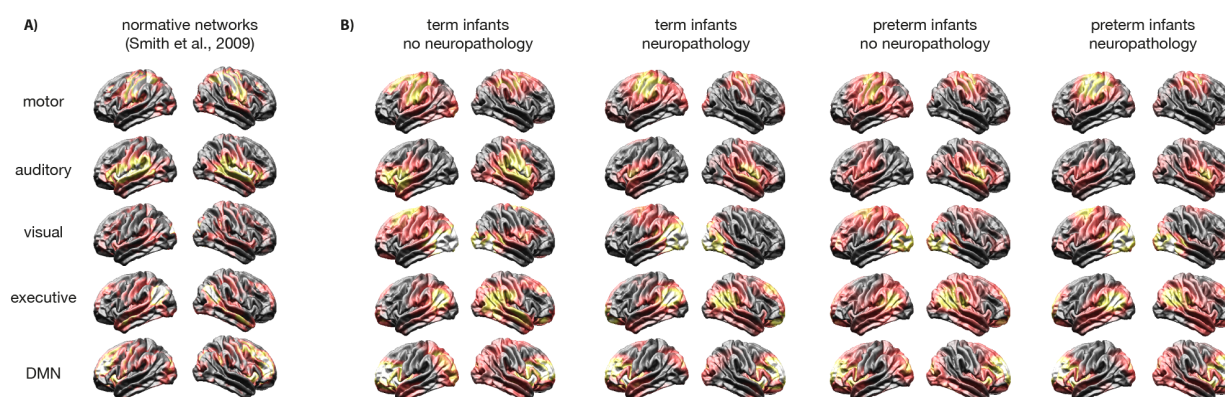 A)
normative networks
(Smith et al., 2009)
B)
term infants
no neuropathology
term infants
neuropathology
preterm infants
no neuropathology
preterm infants
neuropathology
motor
auditory
visual
executive
DMN